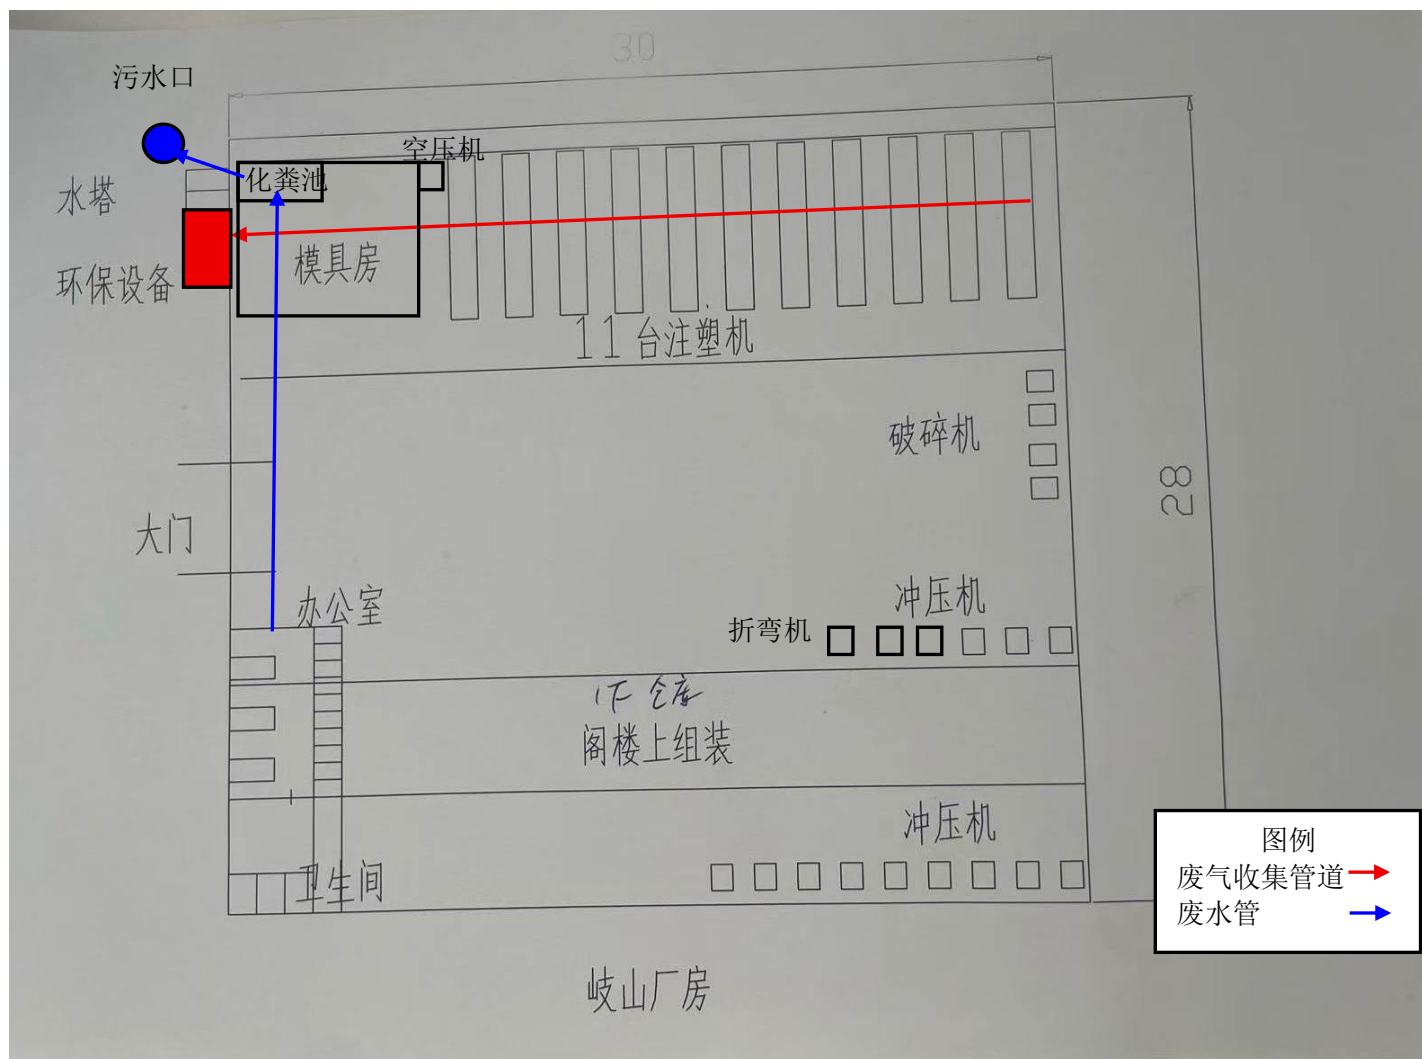 30
污水口
空压机
化粪池
水塔
模具房
环保设备
11台注塑机
破碎机
28
大门
办公室
冲压机
折弯机
下仓库
阁楼上组装
冲压机
卫生间
图例
废气收集管道
废水管
岐山厂房